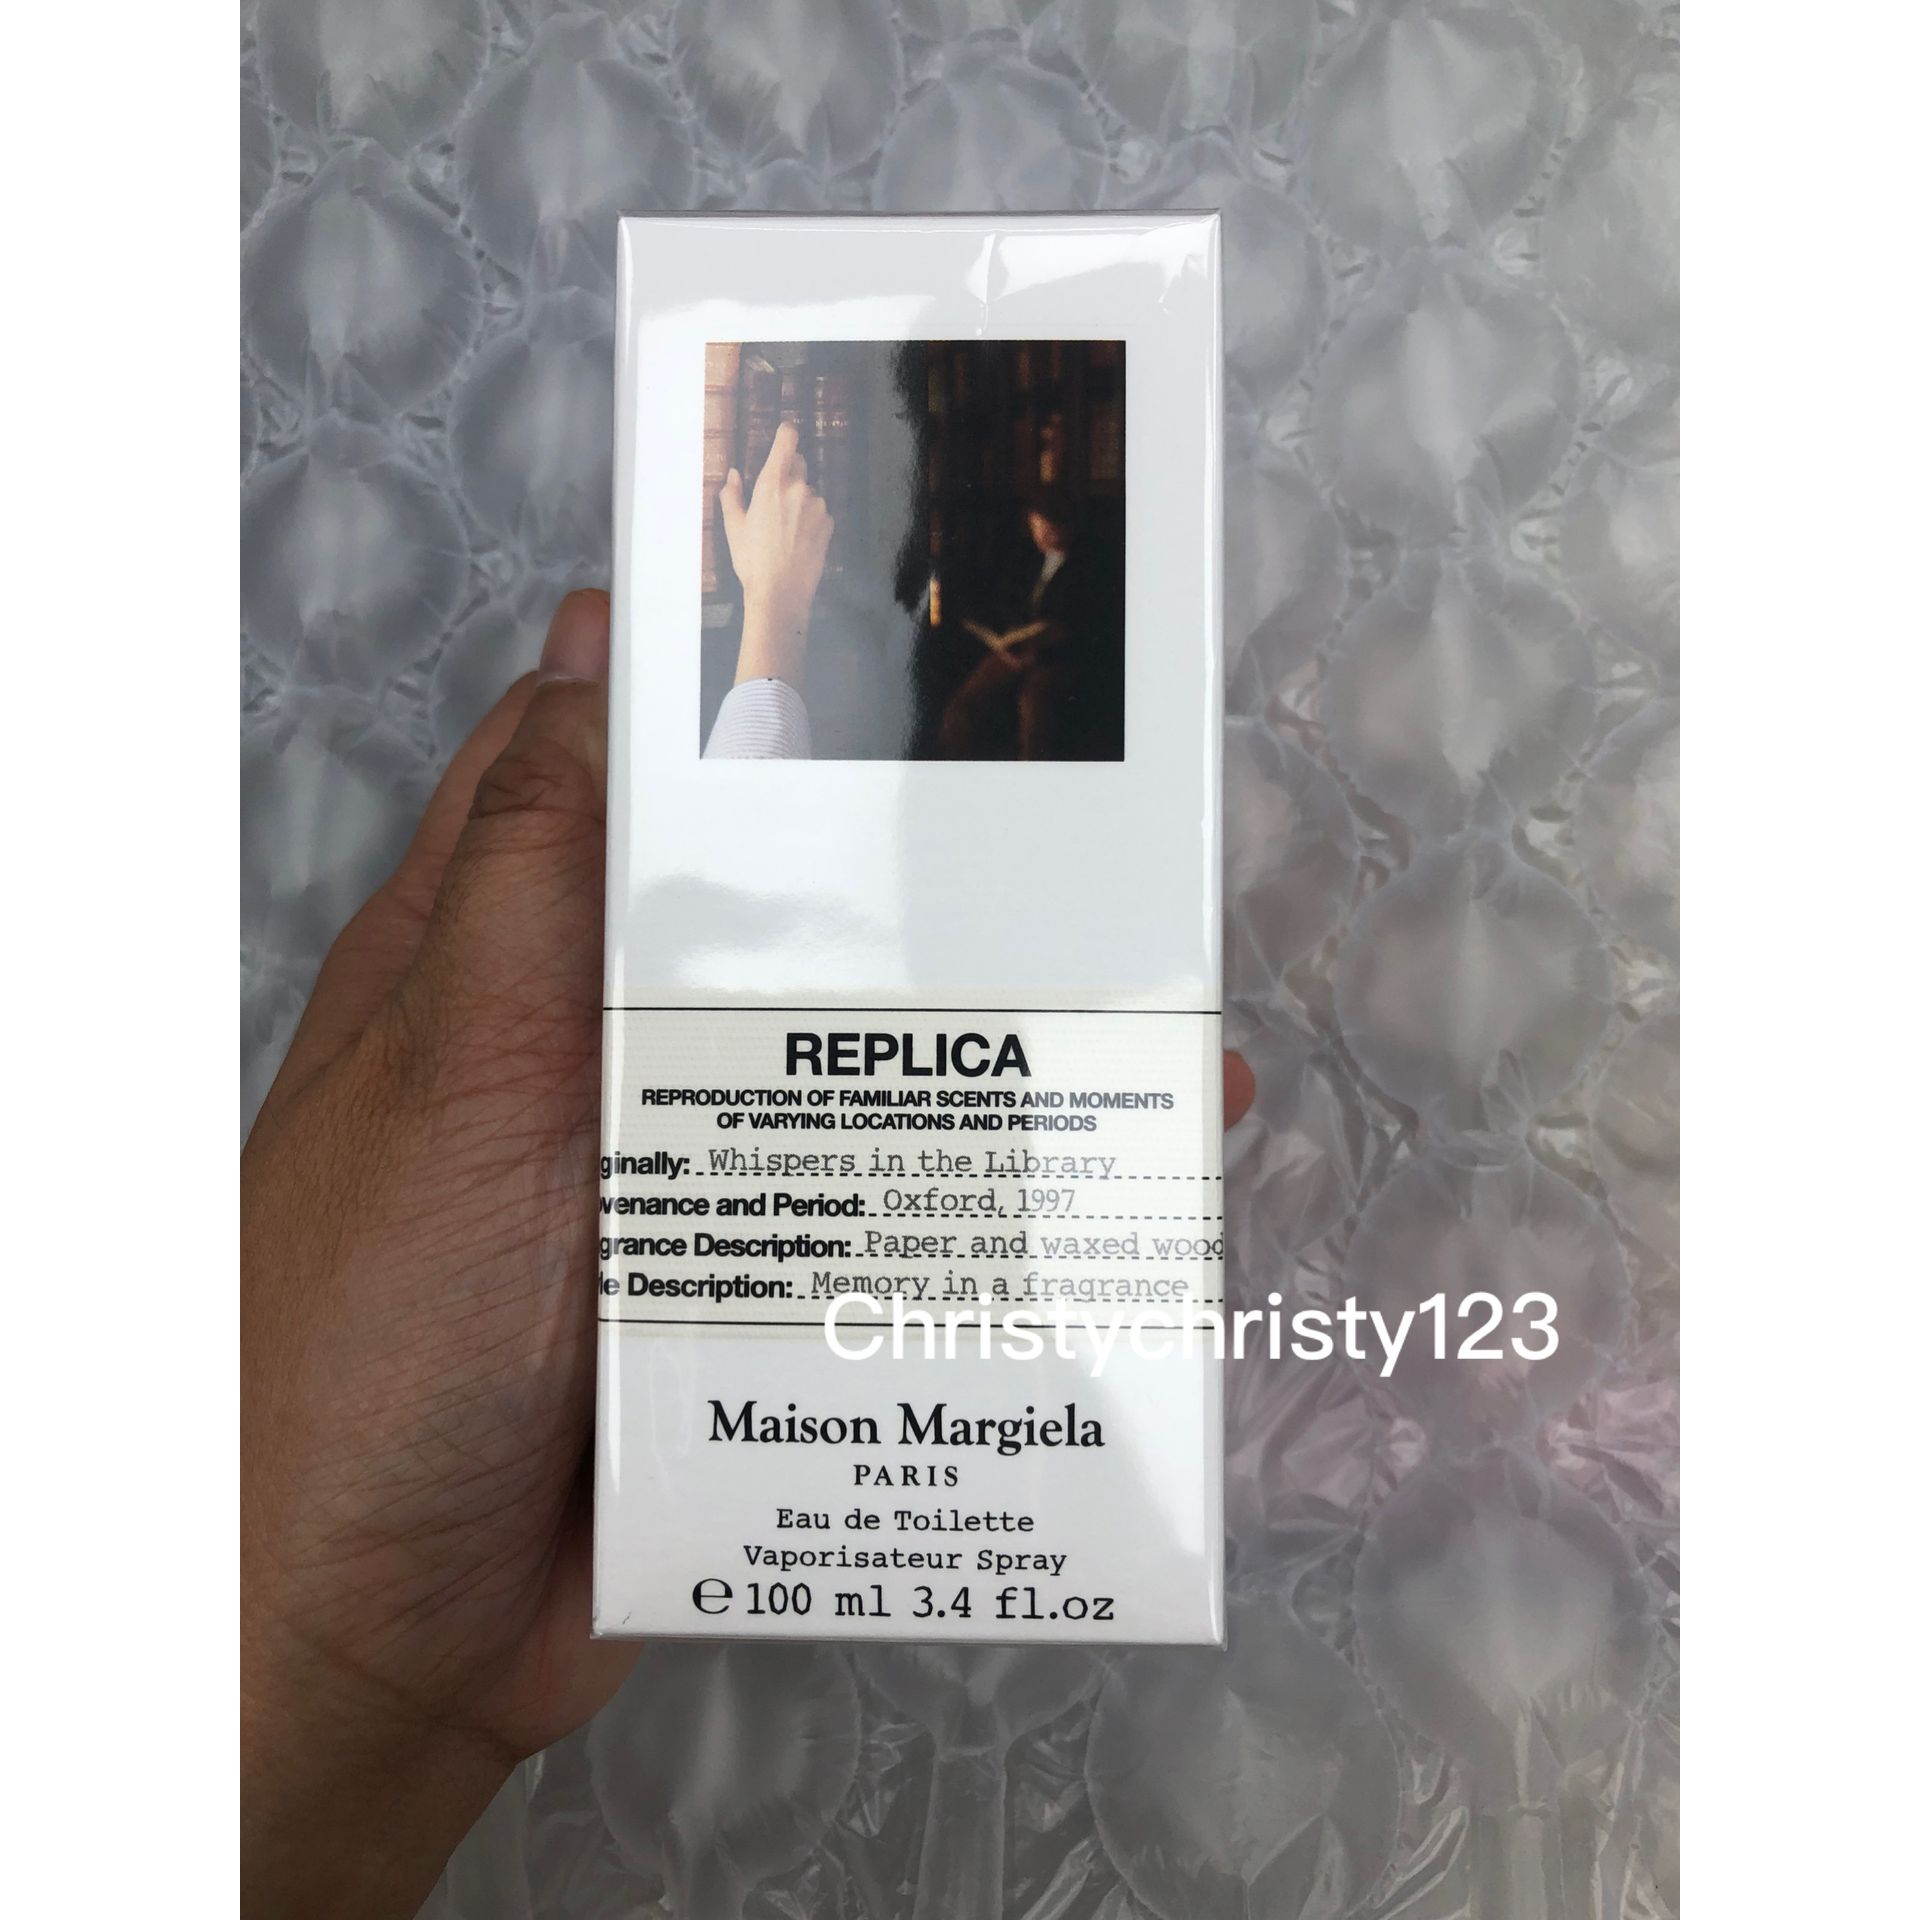 REPLICA
REPRODUCTION OF FAMILIAR SCENTS AND MOMENTS
OF VARYING LOCATIONS AND PERIODS
ginally: Whispers in the Library
venance and Period: Oxford, 1997
grance Description: Paper and waxed wood
le Description: Memory in a fragrance
Christychristy123
Maison Margiela
PARIS
Eau de Toilette
Vaporisateur Spray
℮ 100 ml 3.4 fl.oz